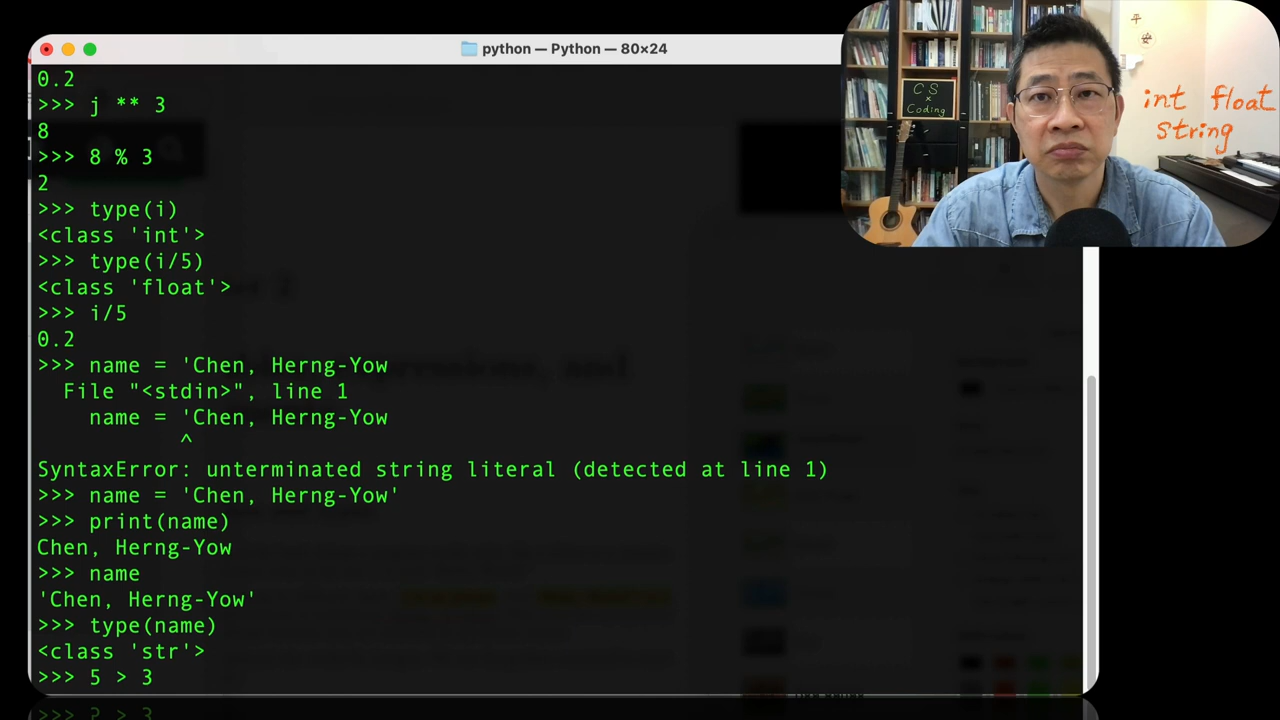 python — Python — 80×24
0.2
>>> j ** 3
8
>>> 8 % 3
2
>>> type(i)
<class 'int'>
>>> type(i/5)
<class 'float'>
>>> i/5
0.2
>>> name = 'Chen, Herng-Yow
File "<stdin>", line 1
name = 'Chen, Herng-Yow
^
SyntaxError: unterminated string literal (detected at line 1)
>>> name = 'Chen, Herng-Yow'
>>> print(name)
Chen, Herng-Yow
>>> name
'Chen, Herng-Yow'
>>> type(name)
<class 'str'>
>>> 5 > 3
CS
×
Coding
平
安
int float
string